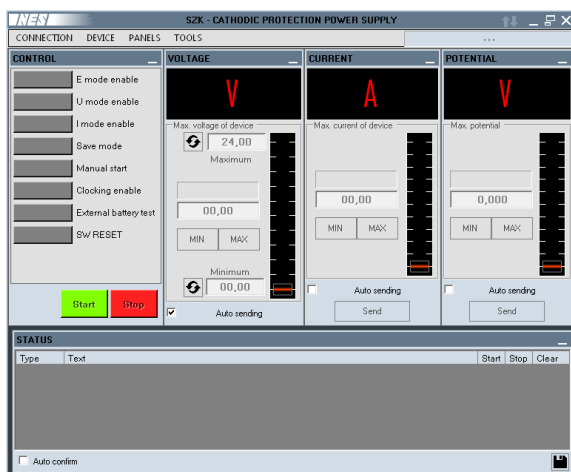 NES
SZK - CATHODIC PROTECTION POWER SUPPLY
CONNECTION DEVICE PANELS TOOLS
...
CONTROL
E mode enable
U mode enable
I mode enable
Save mode
Manual start
Clocking enable
External battery test
SW RESET
Start Stop
VOLTAGE
V
Max. voltage of device
24,00
Maximum
00,00
MIN MAX
Minimum
00,00
Auto sending
CURRENT
A
Max. current of device
00,00
MIN MAX
Auto sending
Send
POTENTIAL
V
Max. potential
0,000
MIN MAX
Auto sending
Send
STATUS
Type Text Start Stop Clear
Auto confirm